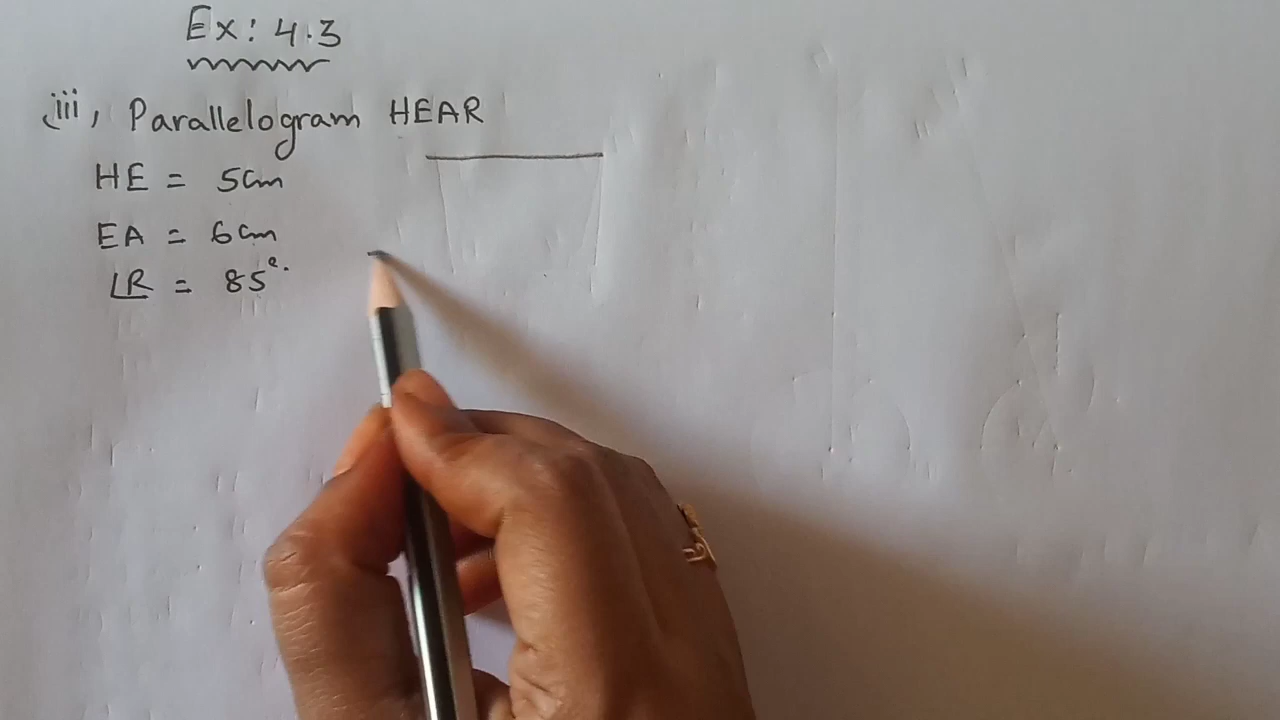 Ex: 4.3
iii, Parallelogram HEAR
HE = 5cm
EA = 6cm
∠R = 85°.